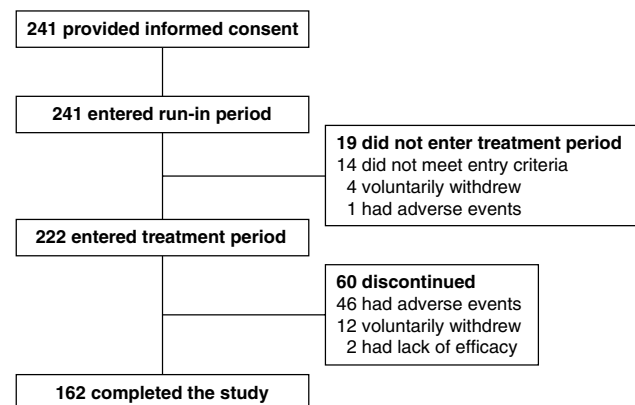 241 provided informed consent
241 entered run-in period
19 did not enter treatment period
14 did not meet entry criteria
4 voluntarily withdrew
1 had adverse events
222 entered treatment period
60 discontinued
46 had adverse events
12 voluntarily withdrew
2 had lack of efficacy
162 completed the study